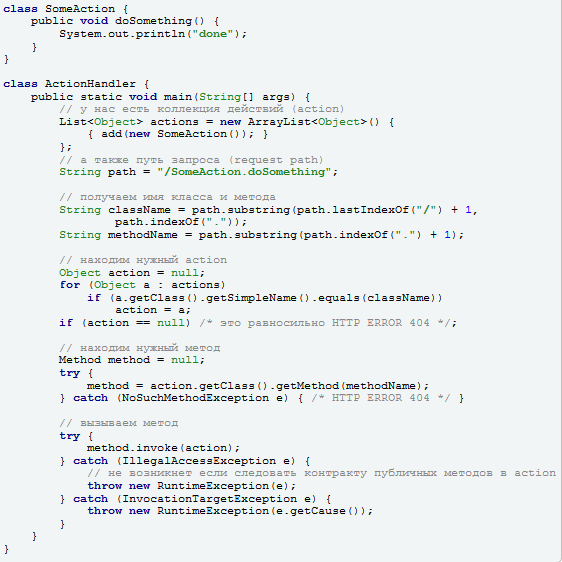 class SomeAction {
    public void doSomething() {
        System.out.println("done");
    }
}

class ActionHandler {
    public static void main(String[] args) {
        // у нас есть коллекция действий (action)
        List<Object> actions = new ArrayList<Object>() {
            { add(new SomeAction()); }
        };
        // а также путь запроса (request path)
        String path = "/SomeAction.doSomething";

        // получаем имя класса и метода
        String className = path.substring(path.lastIndexOf("/") + 1,
                path.indexOf("."));
        String methodName = path.substring(path.indexOf(".") + 1);

        // находим нужный action
        Object action = null;
        for (Object a : actions)
            if (a.getClass().getSimpleName().equals(className))
                action = a;
        if (action == null) /* это равносильно HTTP ERROR 404 */;

        // находим нужный метод
        Method method = null;
        try {
            method = action.getClass().getMethod(methodName);
        } catch (NoSuchMethodException e) { /* HTTP ERROR 404 */ }

        // вызываем метод
        try {
            method.invoke(action);
        } catch (IllegalAccessException e) {
            // не возникнет если следовать контракту публичных методов в action
            throw new RuntimeException(e);
        } catch (InvocationTargetException e) {
            throw new RuntimeException(e.getCause());
        }
    }
}